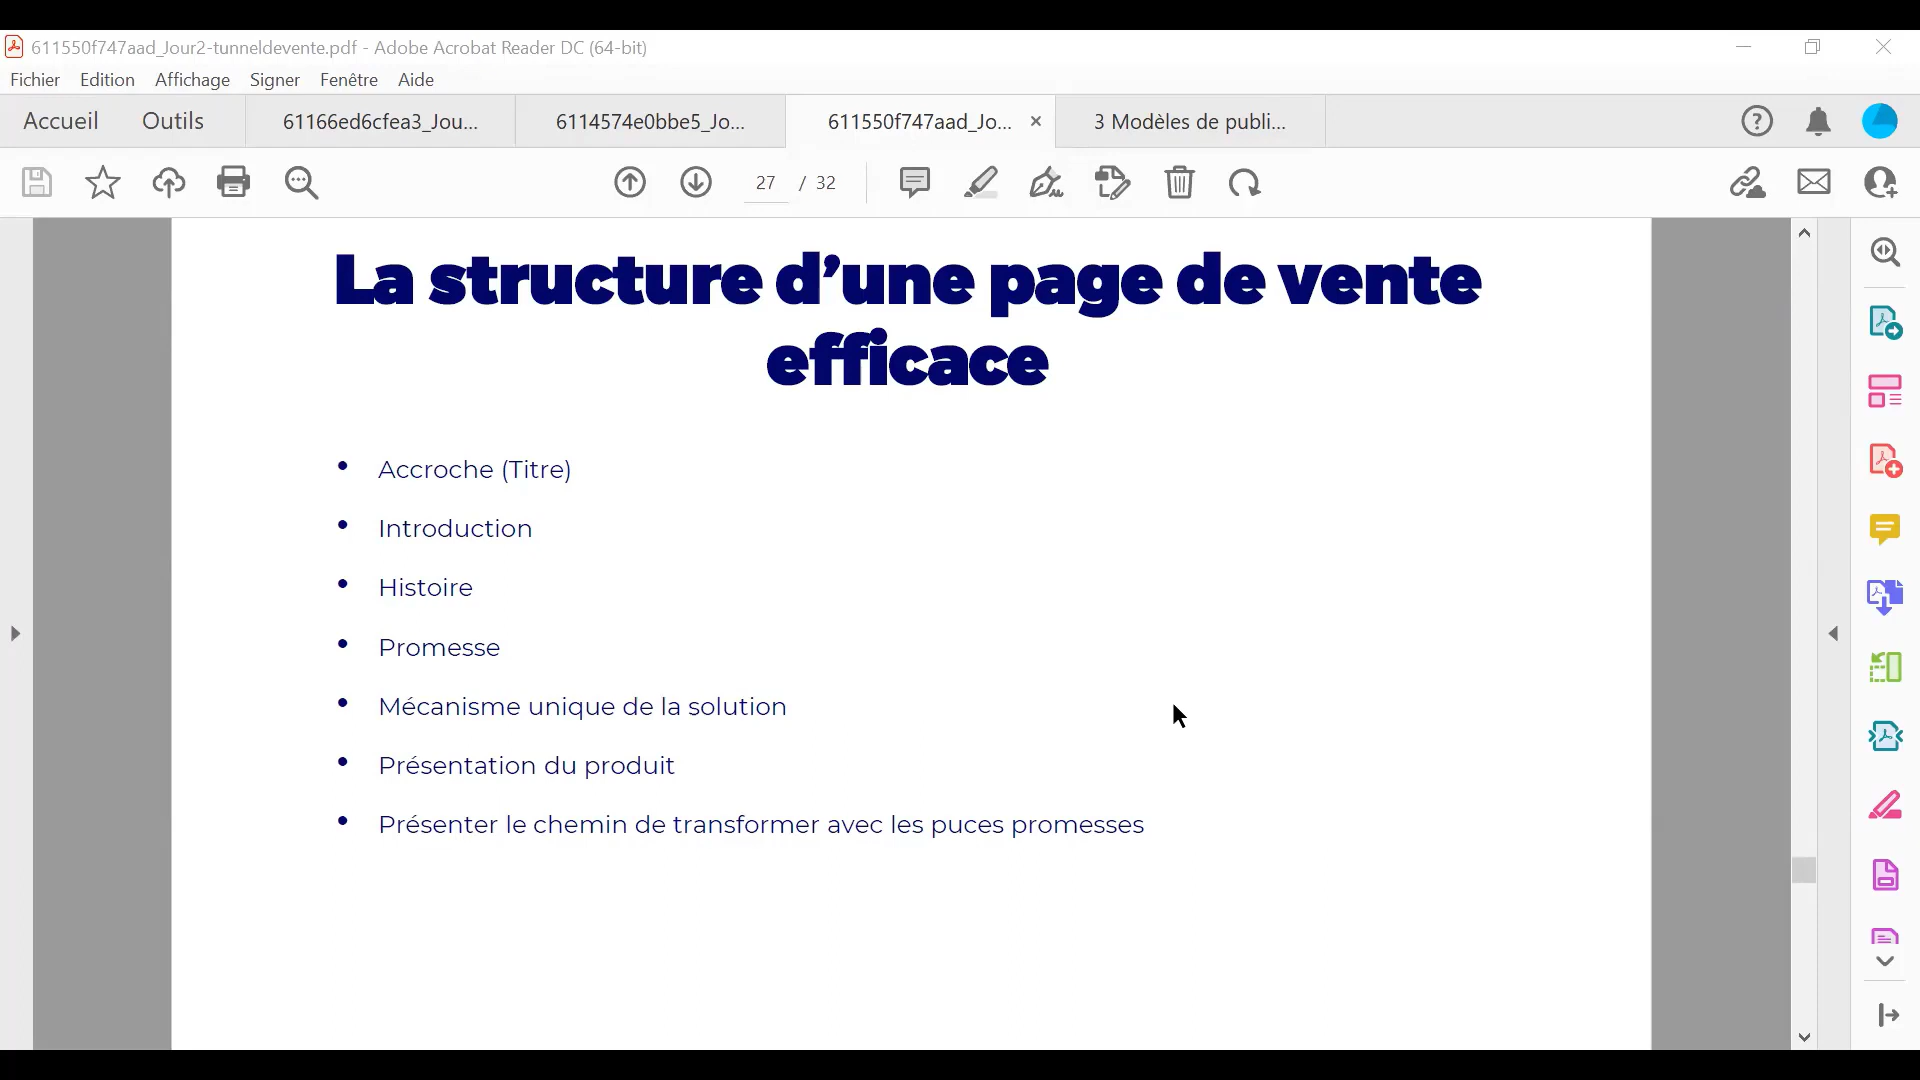 611550f747aad_Jour2-tunneldevente.pdf - Adobe Acrobat Reader DC (64-bit)
Fichier Edition Affichage Signer Fenêtre Aide
Accueil Outils 61166ed6cfea3_Jou... 6114574e0bbe5_Jo... 611550f747aad_Jo... × 3 Modèles de publi...
27 / 32
La structure d’une page de vente
efficace
• Accroche (Titre)
• Introduction
• Histoire
• Promesse
• Mécanisme unique de la solution
• Présentation du produit
• Présenter le chemin de transformer avec les puces promesses